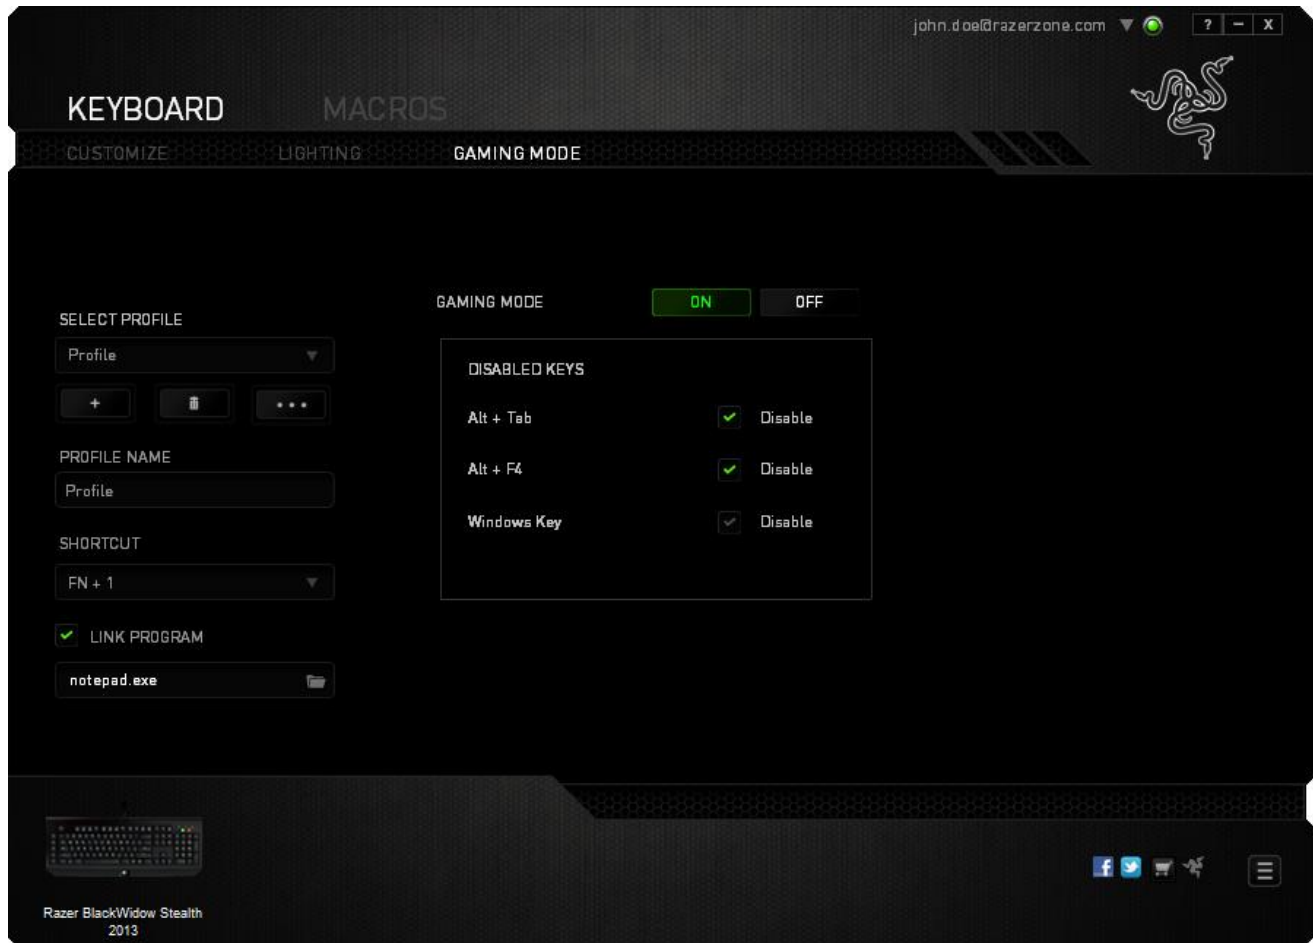 john.doe@razerzone.com
? – X
KEYBOARD MACROS
CUSTOMIZE LIGHTING GAMING MODE
GAMING MODE ON OFF
SELECT PROFILE
Profile
DISABLED KEYS
+ •••
Alt + Tab Disable
PROFILE NAME
Alt + F4 Disable
Profile
Windows Key Disable
SHORTCUT
FN + 1
LINK PROGRAM
notepad.exe
Razer BlackWidow Stealth
2013